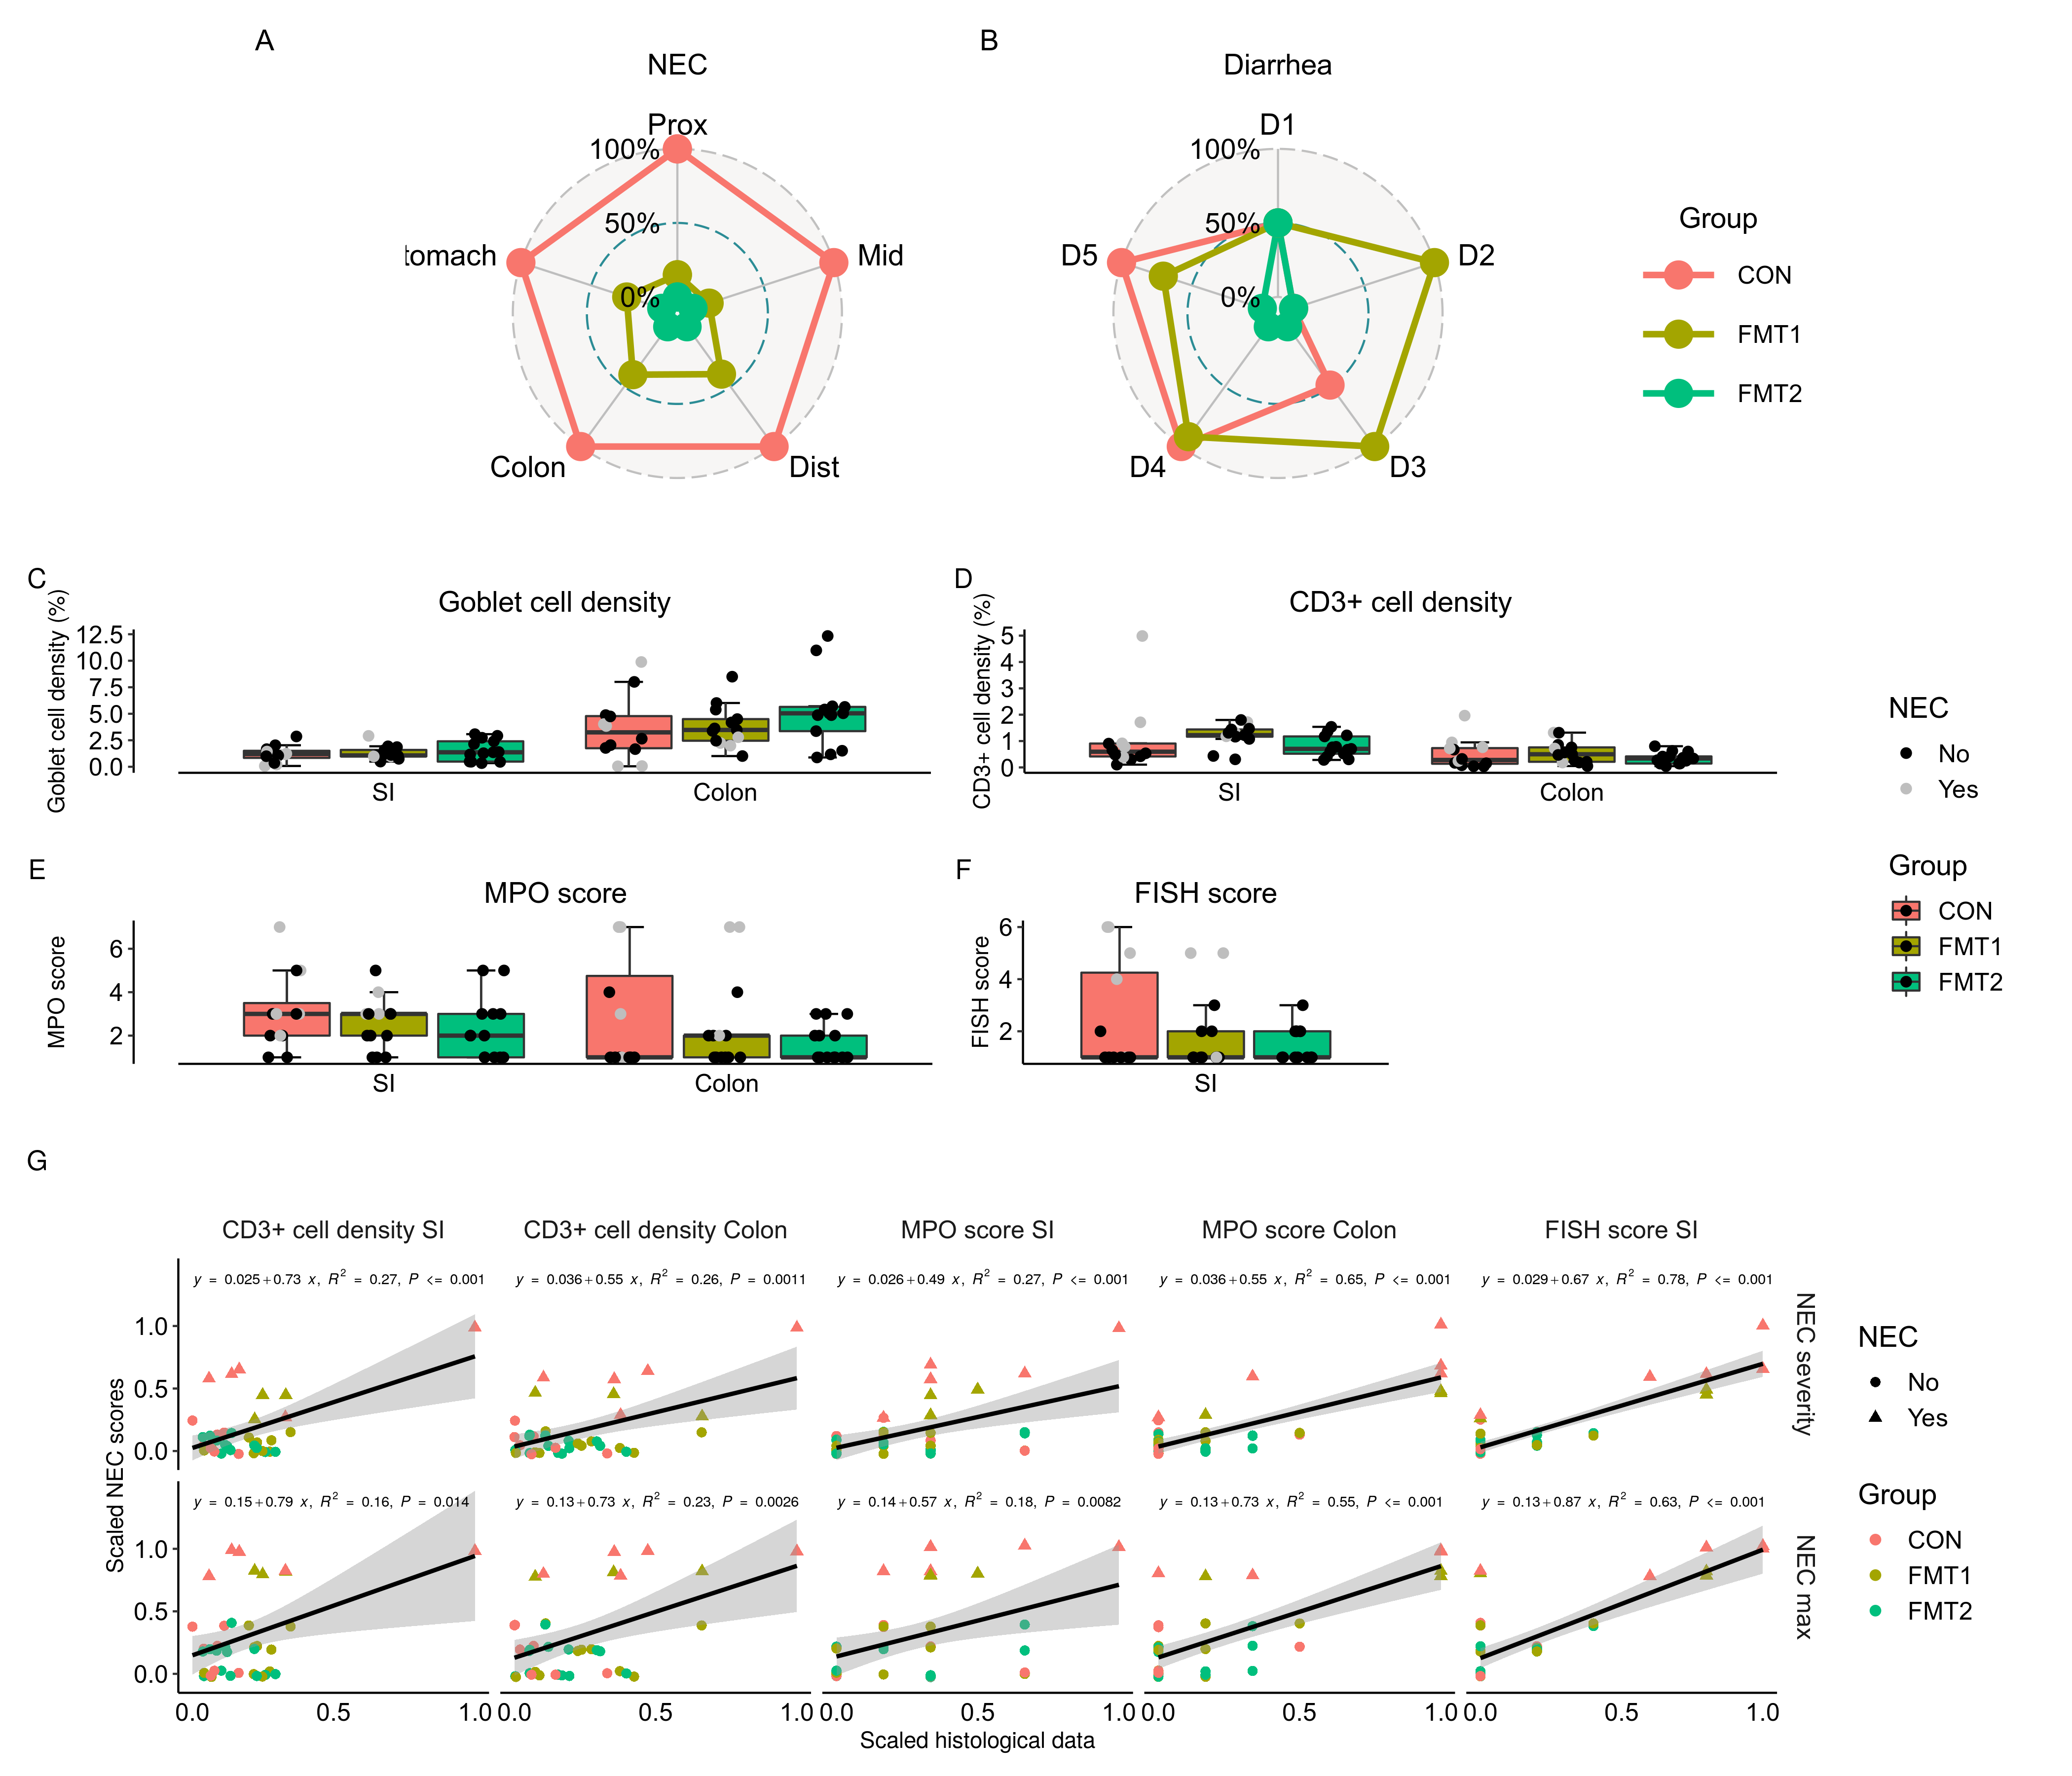 A
B
NEC
Diarrhea
Prox
100%
50%
0%
Mid
Dist
Colon
tomach
D1
100%
50%
0%
D2
D3
D4
D5
Group
CON
FMT1
FMT2
C
Goblet cell density
Goblet cell density (%)
12.5
10.0
7.5
5.0
2.5
0.0
SI
Colon
D
CD3+ cell density
CD3+ cell density (%)
5
4
3
2
1
0
SI
Colon
NEC
No
Yes
Group
CON
FMT1
FMT2
E
MPO score
MPO score
6
4
2
SI
Colon
F
FISH score
FISH score
6
4
2
SI
G
CD3+ cell density SI
CD3+ cell density Colon
MPO score SI
MPO score Colon
FISH score SI
y = 0.025+0.73 x, R² = 0.27, P <= 0.001
y = 0.036+0.55 x, R² = 0.26, P = 0.0011
y = 0.026+0.49 x, R² = 0.27, P <= 0.001
y = 0.036+0.55 x, R² = 0.65, P <= 0.001
y = 0.029+0.67 x, R² = 0.78, P <= 0.001
1.0
0.5
0.0
NEC severity
y = 0.15+0.79 x, R² = 0.16, P = 0.014
y = 0.13+0.73 x, R² = 0.23, P = 0.0026
y = 0.14+0.57 x, R² = 0.18, P = 0.0082
y = 0.13+0.73 x, R² = 0.55, P <= 0.001
y = 0.13+0.87 x, R² = 0.63, P <= 0.001
1.0
0.5
0.0
NEC max
Scaled NEC scores
0.0 0.5 1.0
0.0 0.5 1.0
0.0 0.5 1.0
0.0 0.5 1.0
0.0 0.5 1.0
Scaled histological data
NEC
No
Yes
Group
CON
FMT1
FMT2